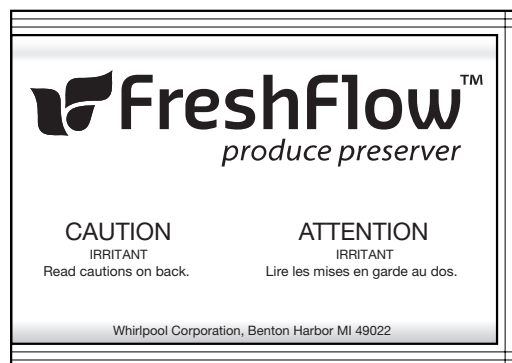 FreshFlow™
produce preserver
CAUTION
IRRITANT
Read cautions on back.
ATTENTION
IRRITANT
Lire les mises en garde au dos.
Whirlpool Corporation, Benton Harbor MI 49022